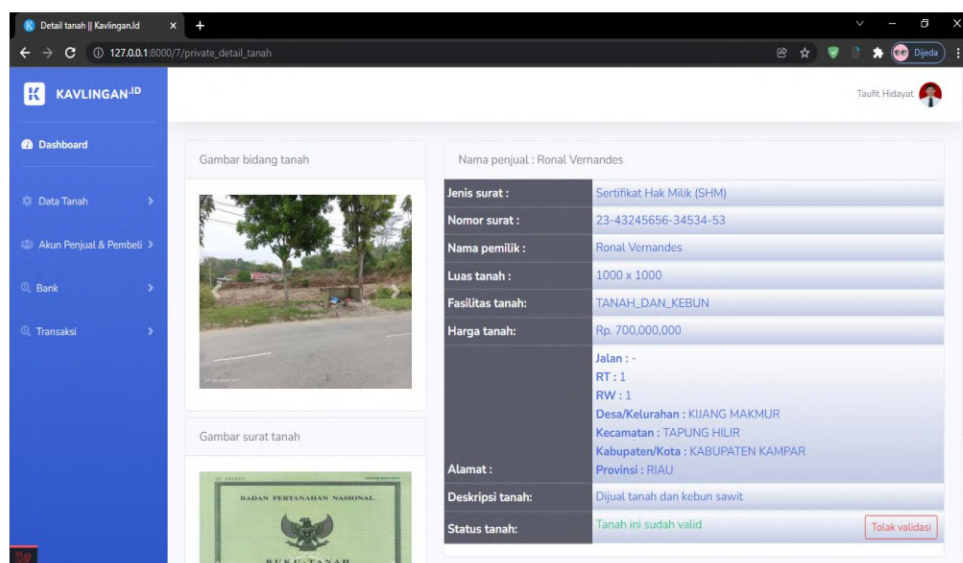 Detail tanah || Kavlingan.Id
127.0.0.1:8000/7/private_detail_tanah
Dijeda
KAVLINGAN.ID
Taufit Hidayat
Dashboard
Data Tanah
Akun Penjual & Pembeli
Bank
Transaksi
Gambar bidang tanah
Gambar surat tanah
BADAN PERTANAHAN NASIONAL
BUKU TANAH
Nama penjual : Ronal Vernandes
Jenis surat : Sertifikat Hak Milik (SHM)
Nomor surat : 23-43245656-34534-53
Nama pemilik : Ronal Vernandes
Luas tanah : 1000 x 1000
Fasilitas tanah: TANAH_DAN_KEBUN
Harga tanah: Rp. 700,000,000
Jalan : -
RT : 1
RW : 1
Desa/Kelurahan : KIJANG MAKMUR
Kecamatan : TAPUNG HILIR
Kabupaten/Kota : KABUPATEN KAMPAR
Alamat : Provinsi : RIAU
Deskripsi tanah: Dijual tanah dan kebun sawit
Status tanah: Tanah ini sudah valid Tolak validasi